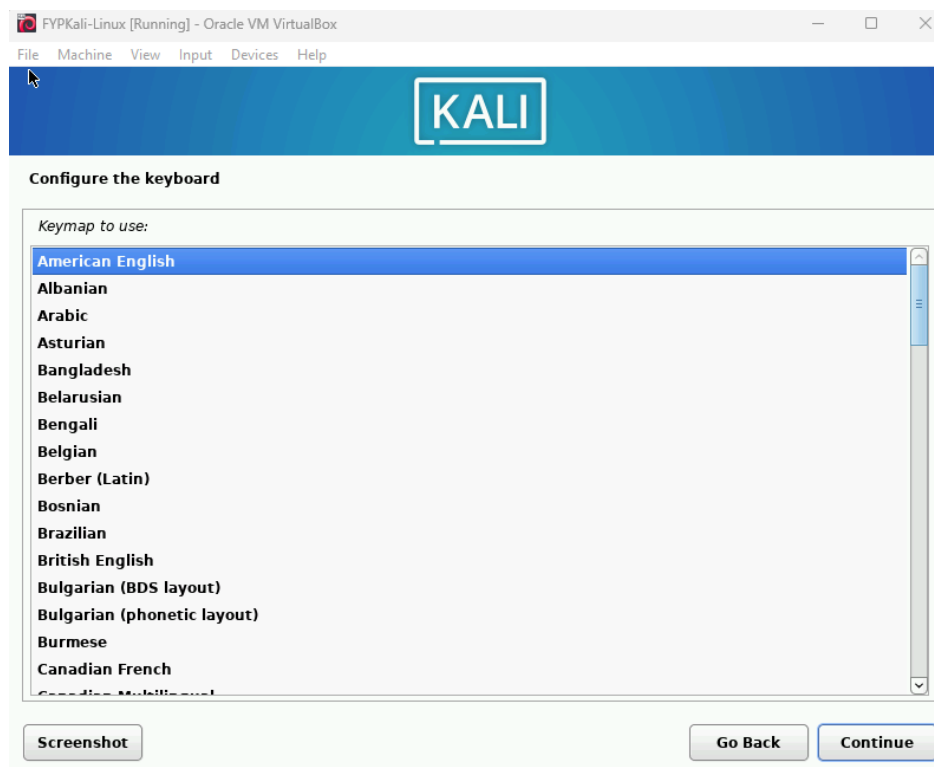 FYPKali-Linux [Running] - Oracle VM VirtualBox
File Machine View Input Devices Help
KALI
Configure the keyboard
Keymap to use:
American English
Albanian
Arabic
Asturian
Bangladesh
Belarusian
Bengali
Belgian
Berber (Latin)
Bosnian
Brazilian
British English
Bulgarian (BDS layout)
Bulgarian (phonetic layout)
Burmese
Canadian French
Canadian Multilingual
Screenshot Go Back Continue